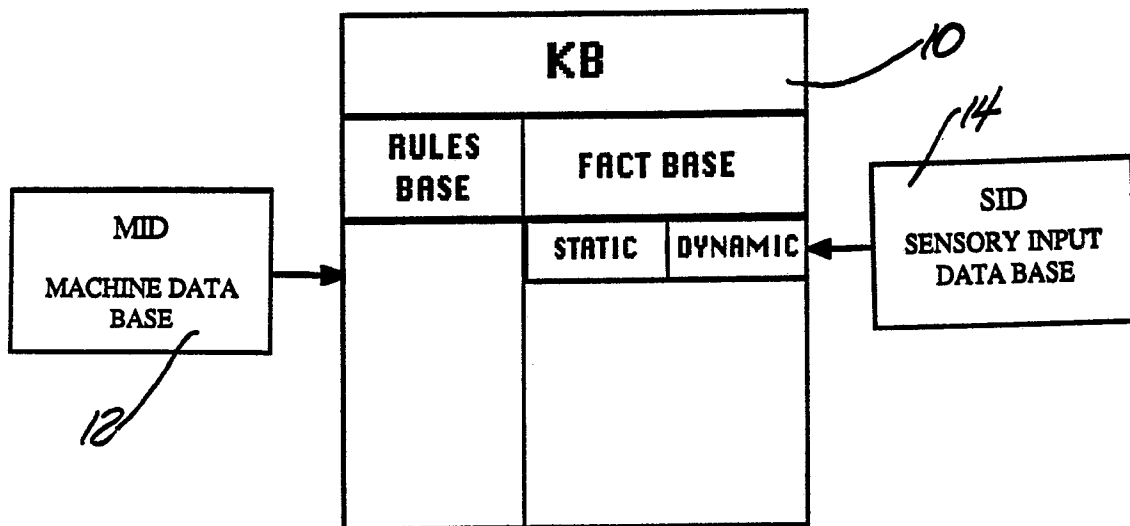 KB
10
RULES
BASE
FACT BASE
14
MID
MACHINE DATA
BASE
12
STATIC
DYNAMIC
SID
SENSORY INPUT
DATA BASE